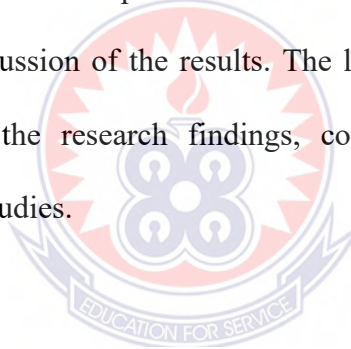 ussion of the results. The l
the research findings, co
udies.
EDUCATION FOR SERVICE